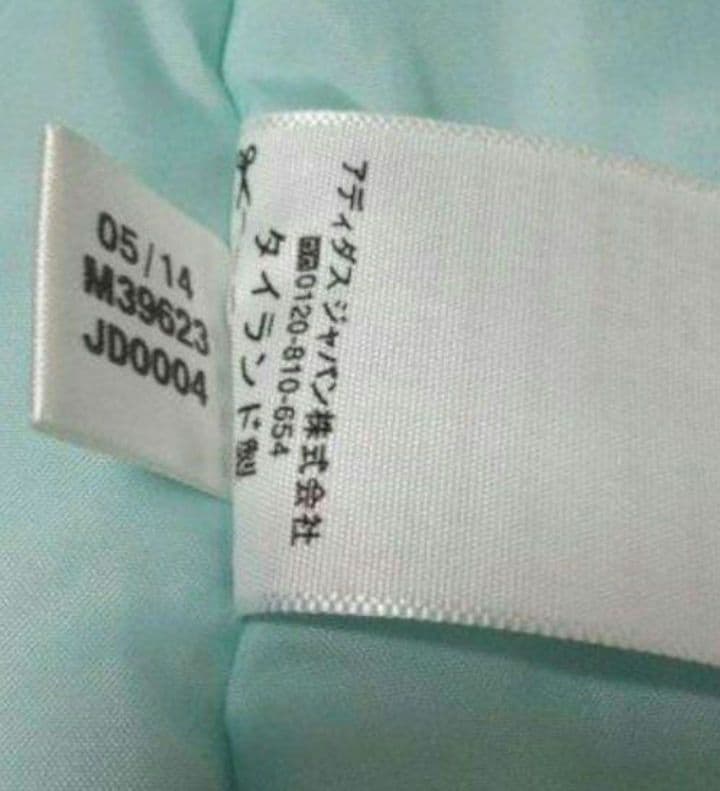 05/14
M39623
JD0004
アディダスジャパン株式会社
0120-810-654
タイランド製